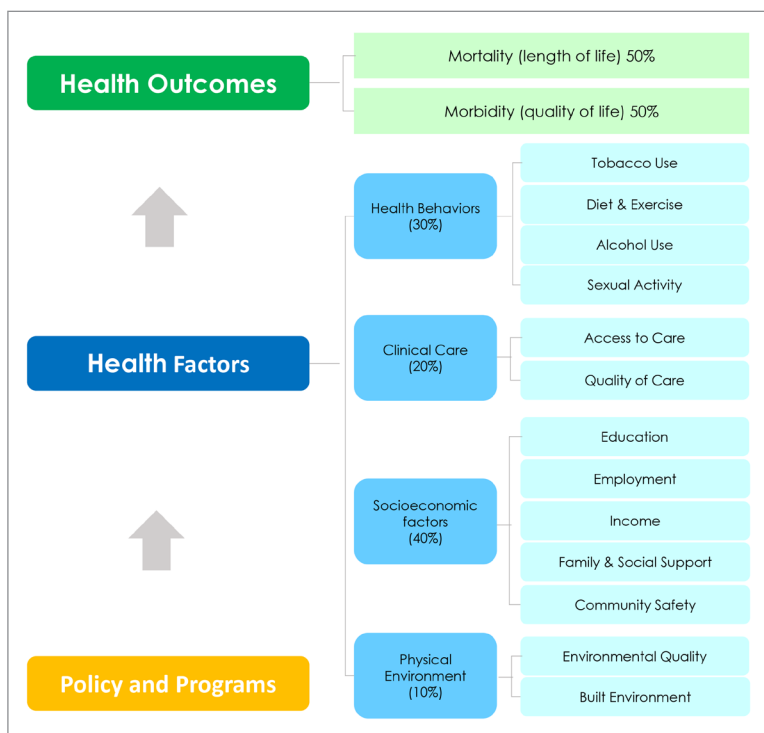 Health Outcomes
Mortality (length of life) 50%
Morbidity (quality of life) 50%
Health Factors
Health Behaviors
(30%)
Tobacco Use
Diet & Exercise
Alcohol Use
Sexual Activity
Clinical Care
(20%)
Access to Care
Quality of Care
Socioeconomic
factors
(40%)
Education
Employment
Income
Family & Social Support
Community Safety
Policy and Programs
Physical
Environment
(10%)
Environmental Quality
Built Environment